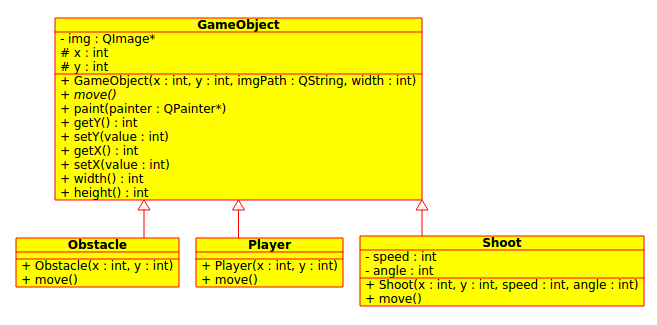 GameObject
- img : QImage*
# x : int
# y : int
+ GameObject(x : int, y : int, imgPath : QString, width : int)
+ move()
+ paint(painter : QPainter*)
+ getY() : int
+ setY(value : int)
+ getX() : int
+ setX(value : int)
+ width() : int
+ height() : int
Obstacle
+ Obstacle(x : int, y : int)
+ move()
Player
+ Player(x : int, y : int)
+ move()
Shoot
- speed : int
- angle : int
+ Shoot(x : int, y : int, speed : int, angle : int)
+ move()